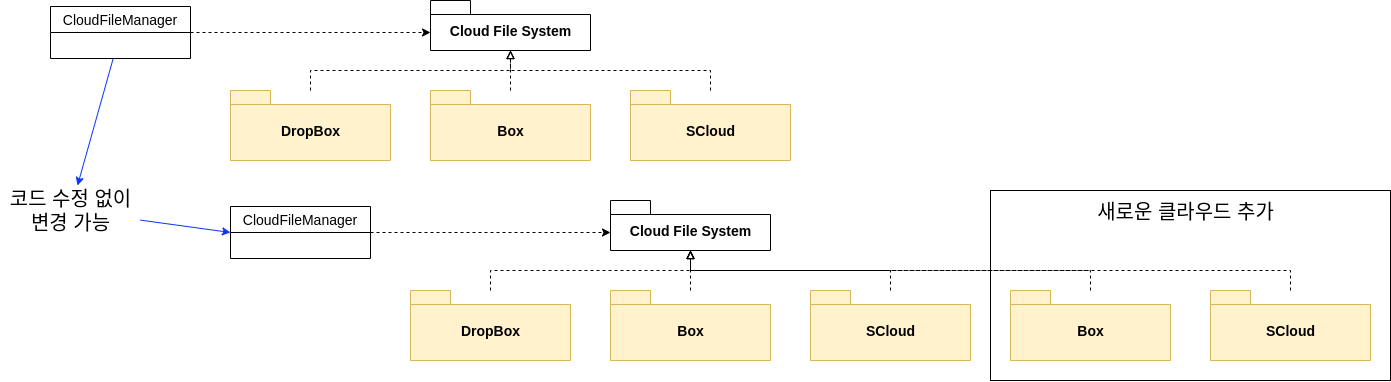 CloudFileManager
Cloud File System
DropBox
Box
SCloud
코드 수정 없이
변경 가능
CloudFileManager
Cloud File System
새로운 클라우드 추가
DropBox
Box
SCloud
Box
SCloud